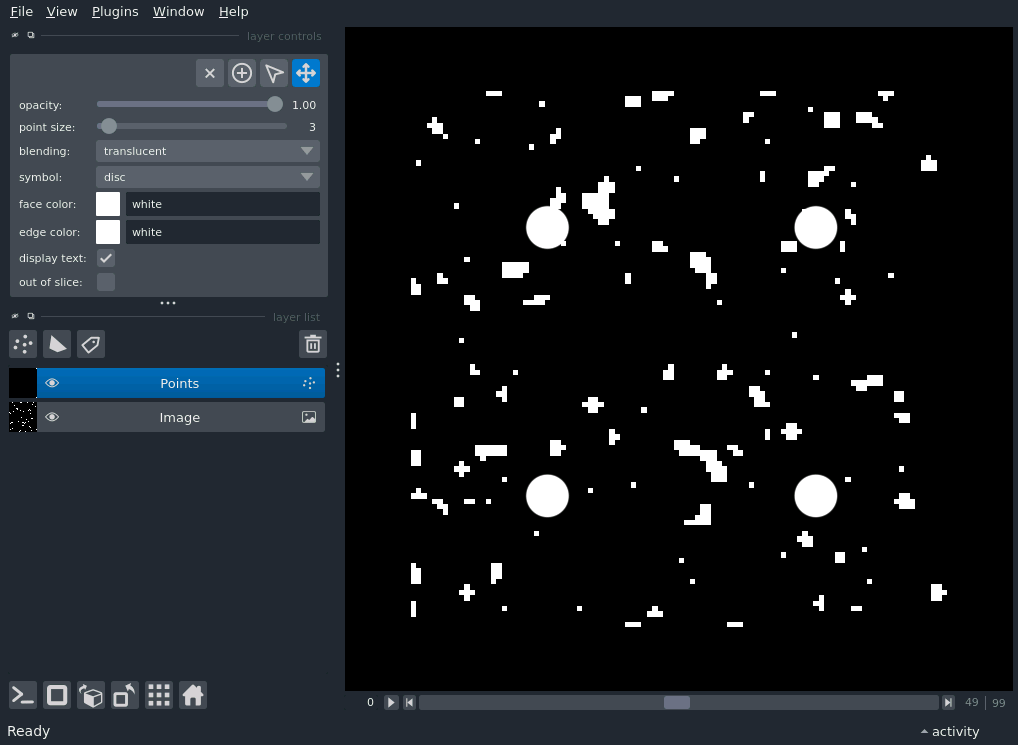 File View Plugins Window Help
layer controls
opacity: 1.00
point size: 3
blending: translucent
symbol: disc
face color: white
edge color: white
display text:
out of slice:
layer list
Points
Image
0 49 | 99
Ready activity